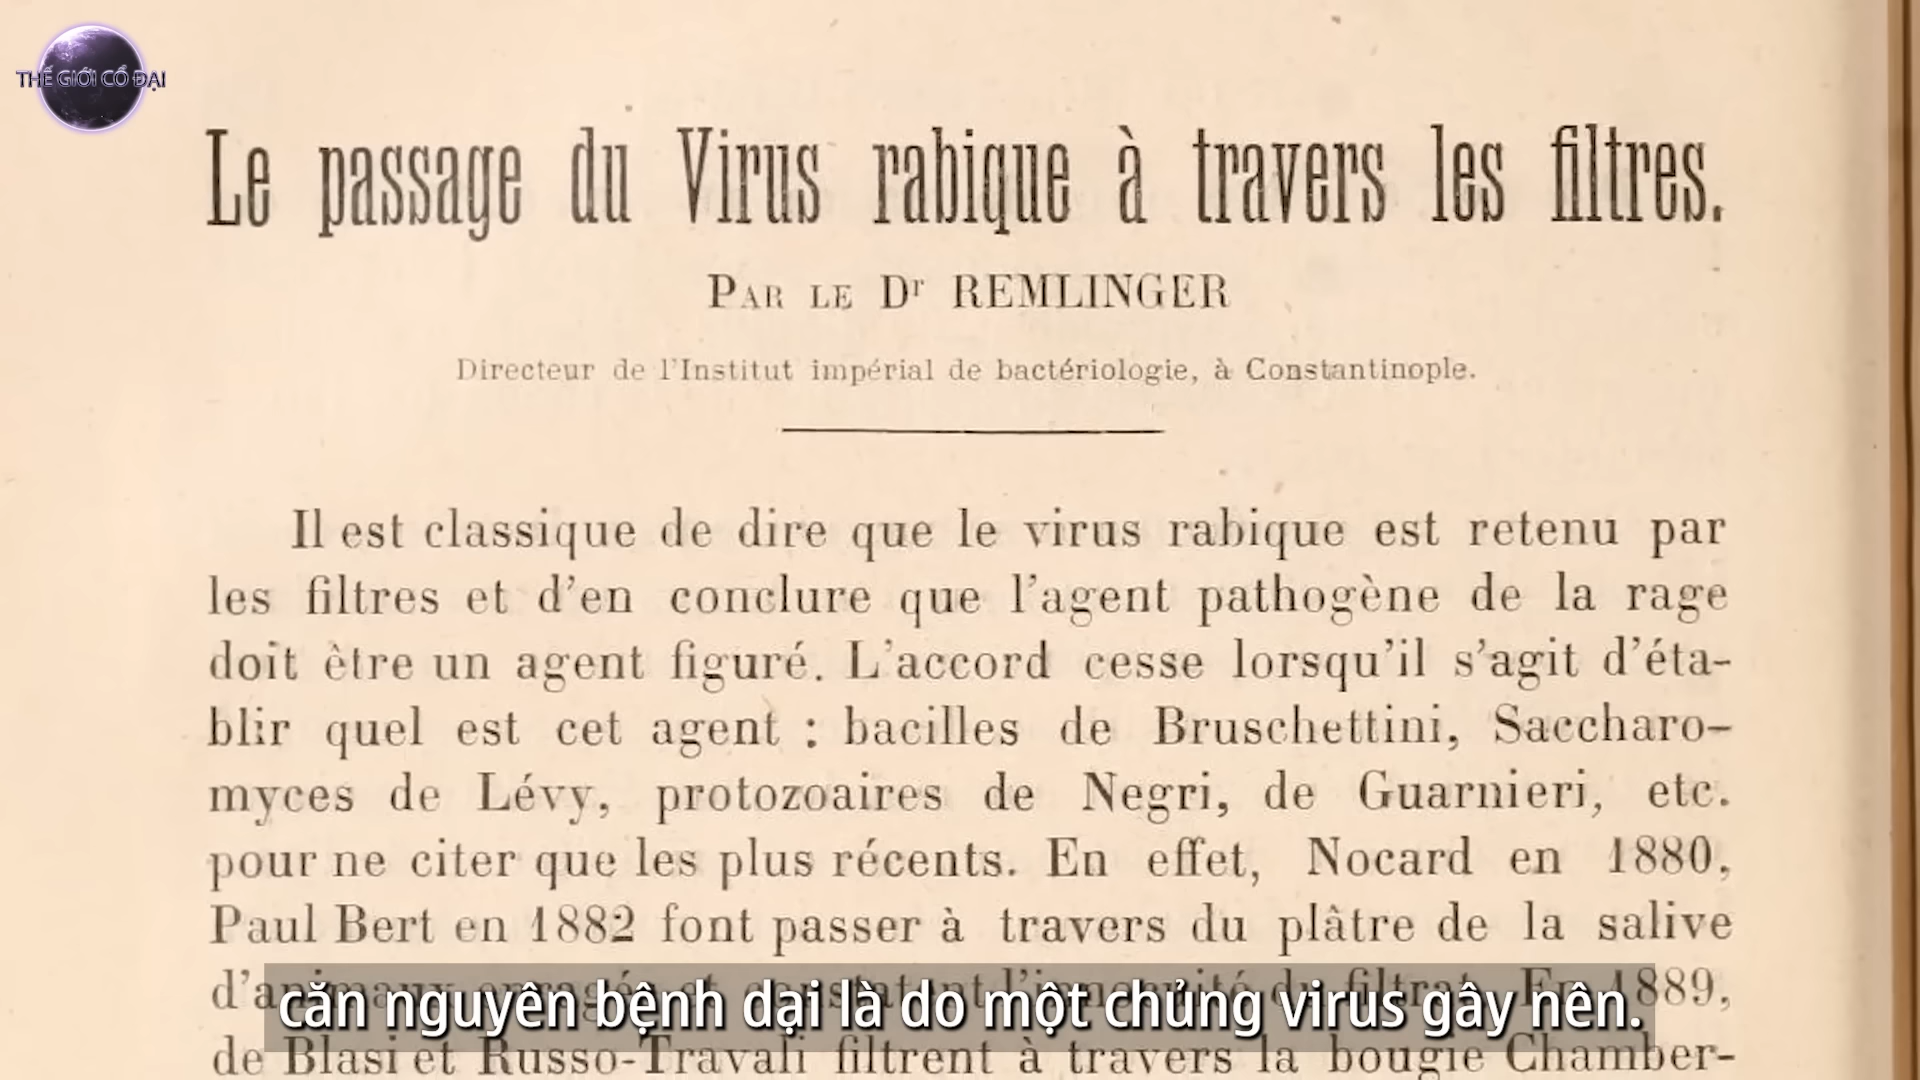 THẾ GIỚI CỔ ĐẠI
Le passage du Virus rabique à travers les filtres.
PAR LE Dr REMLINGER
Directeur de l'Institut impérial de bactériologie, à Constantinople.
Il est classique de dire que le virus rabique est retenu par
les filtres et d'en conclure que l'agent pathogène de la rage
doit être un agent figuré. L'accord cesse lorsqu'il s'agit d'éta-
blir quel est cet agent : bacilles de Bruschettini, Saccharo-
myces de Lévy, protozoaires de Negri, de Guarnieri, etc.
pour ne citer que les plus récents. En effet, Nocard en 1880,
Paul Bert en 1882 font passer à travers du plâtre de la salive
d'animaux enragés et constatent l'innocuité du filtrat. En 1889,
căn nguyên bệnh dại là do một chủng virus gây nên.
de Blasi et Russo-Travali filtrent à travers la bougie Chamber-